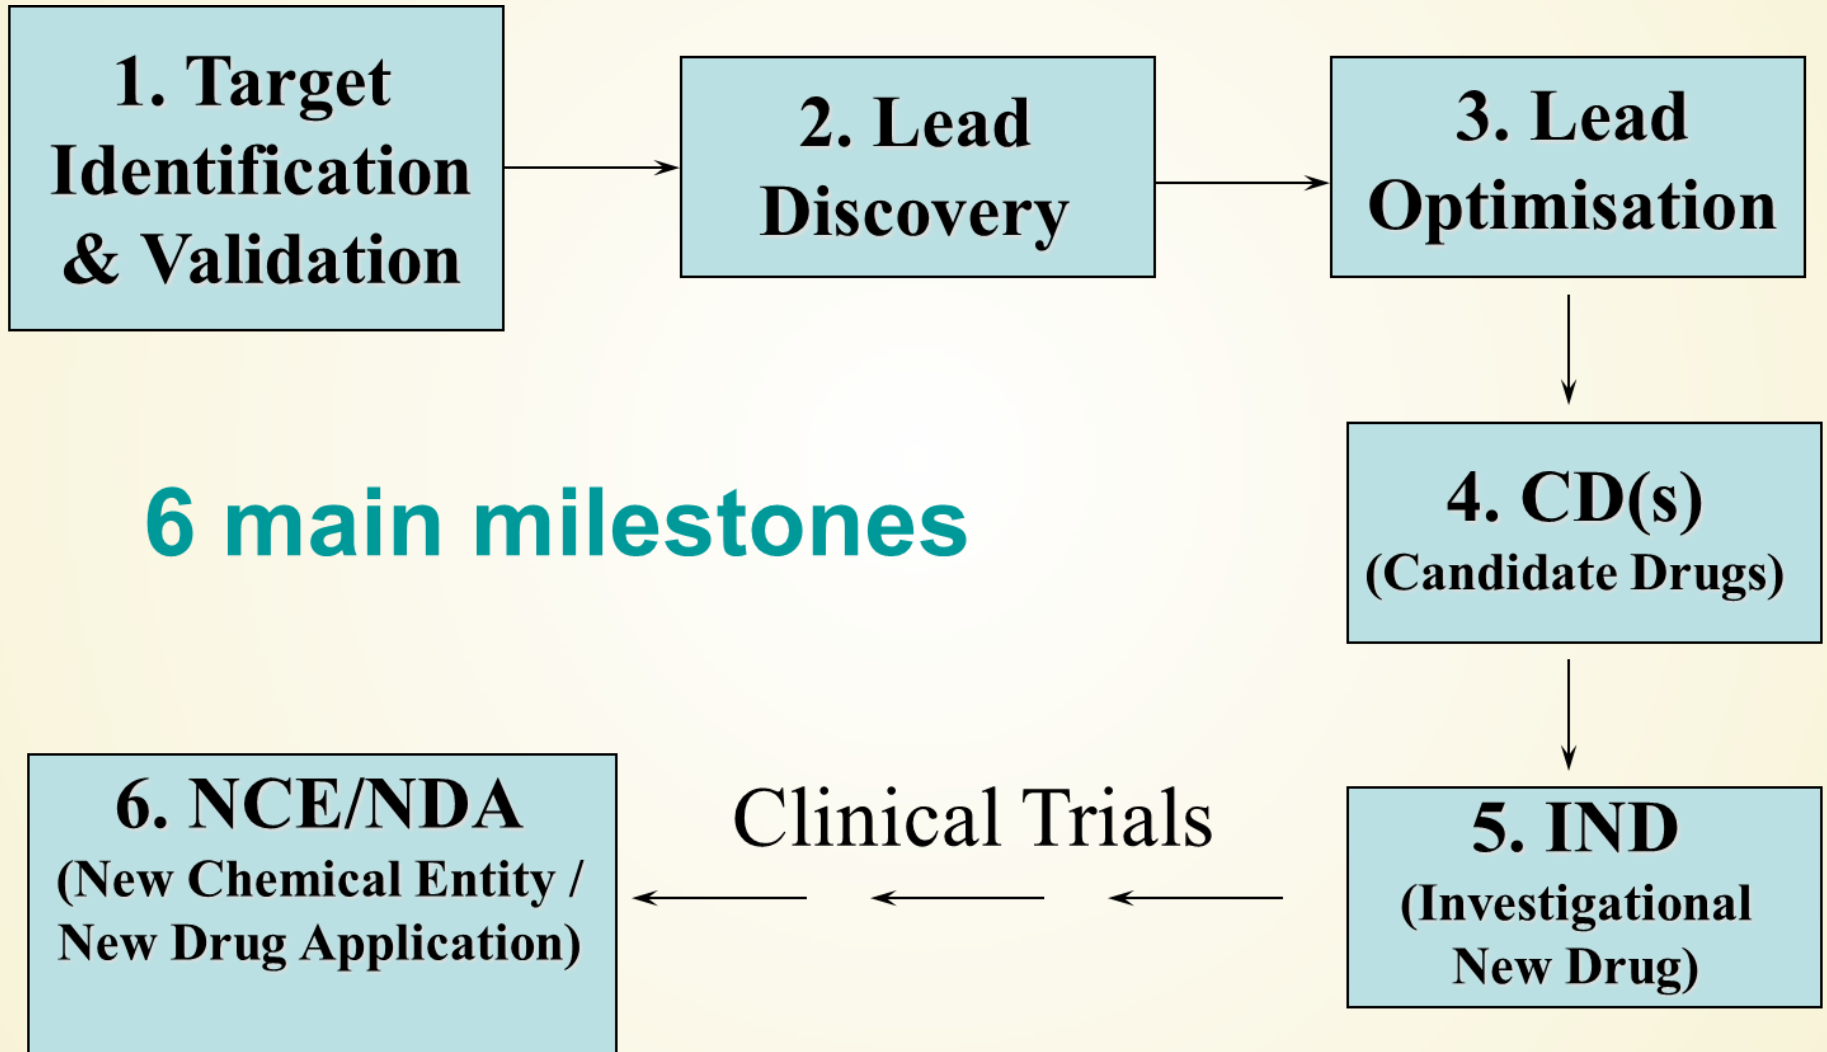 1. Target
Identification
& Validation
2. Lead
Discovery
3. Lead
Optimisation
4. CD(s)
(Candidate Drugs)
6 main milestones
5. IND
(Investigational
New Drug)
Clinical Trials
6. NCE/NDA
(New Chemical Entity /
New Drug Application)